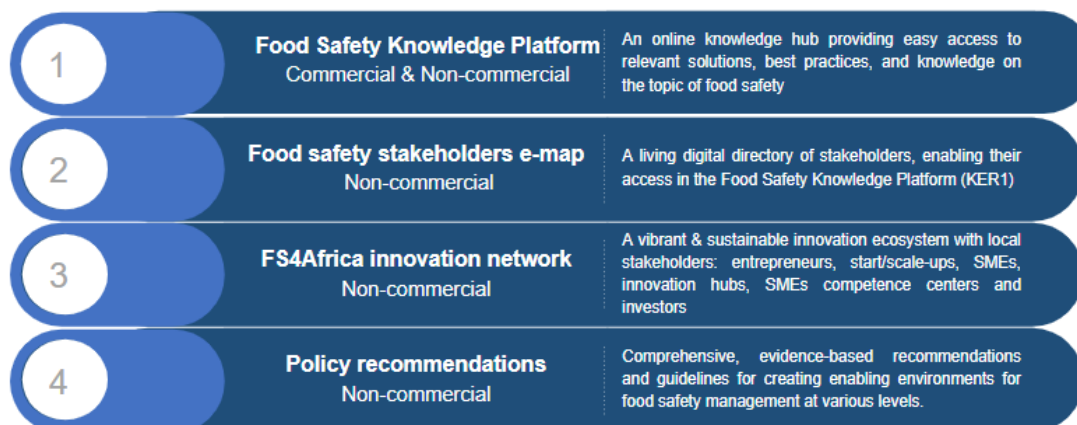 1
Food Safety Knowledge Platform
Commercial & Non-commercial
An online knowledge hub providing easy access to
relevant solutions, best practices, and knowledge on
the topic of food safety
2
Food safety stakeholders e-map
Non-commercial
A living digital directory of stakeholders, enabling their
access in the Food Safety Knowledge Platform (KER1)
3
FS4Africa innovation network
Non-commercial
A vibrant & sustainable innovation ecosystem with local
stakeholders: entrepreneurs, start/scale-ups, SMEs,
innovation hubs, SMEs competence centers and
investors
4
Policy recommendations
Non-commercial
Comprehensive, evidence-based recommendations
and guidelines for creating enabling environments for
food safety management at various levels.